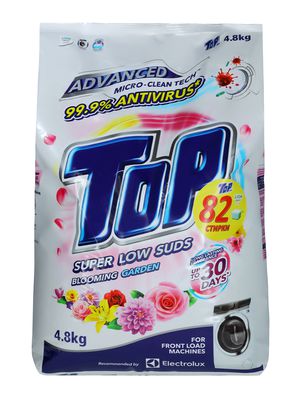 TOP 4.8kg
ADVANCED
MICRO-CLEAN TECH
99.9% ANTIVIRUS
TOP
TOP
82
СТИРКИ
SUPER LOW SUDS
BLOOMING GARDEN
UP TO
30
DAYS
4.8kg
FOR
FRONT LOAD
MACHINES
Recommended by Electrolux